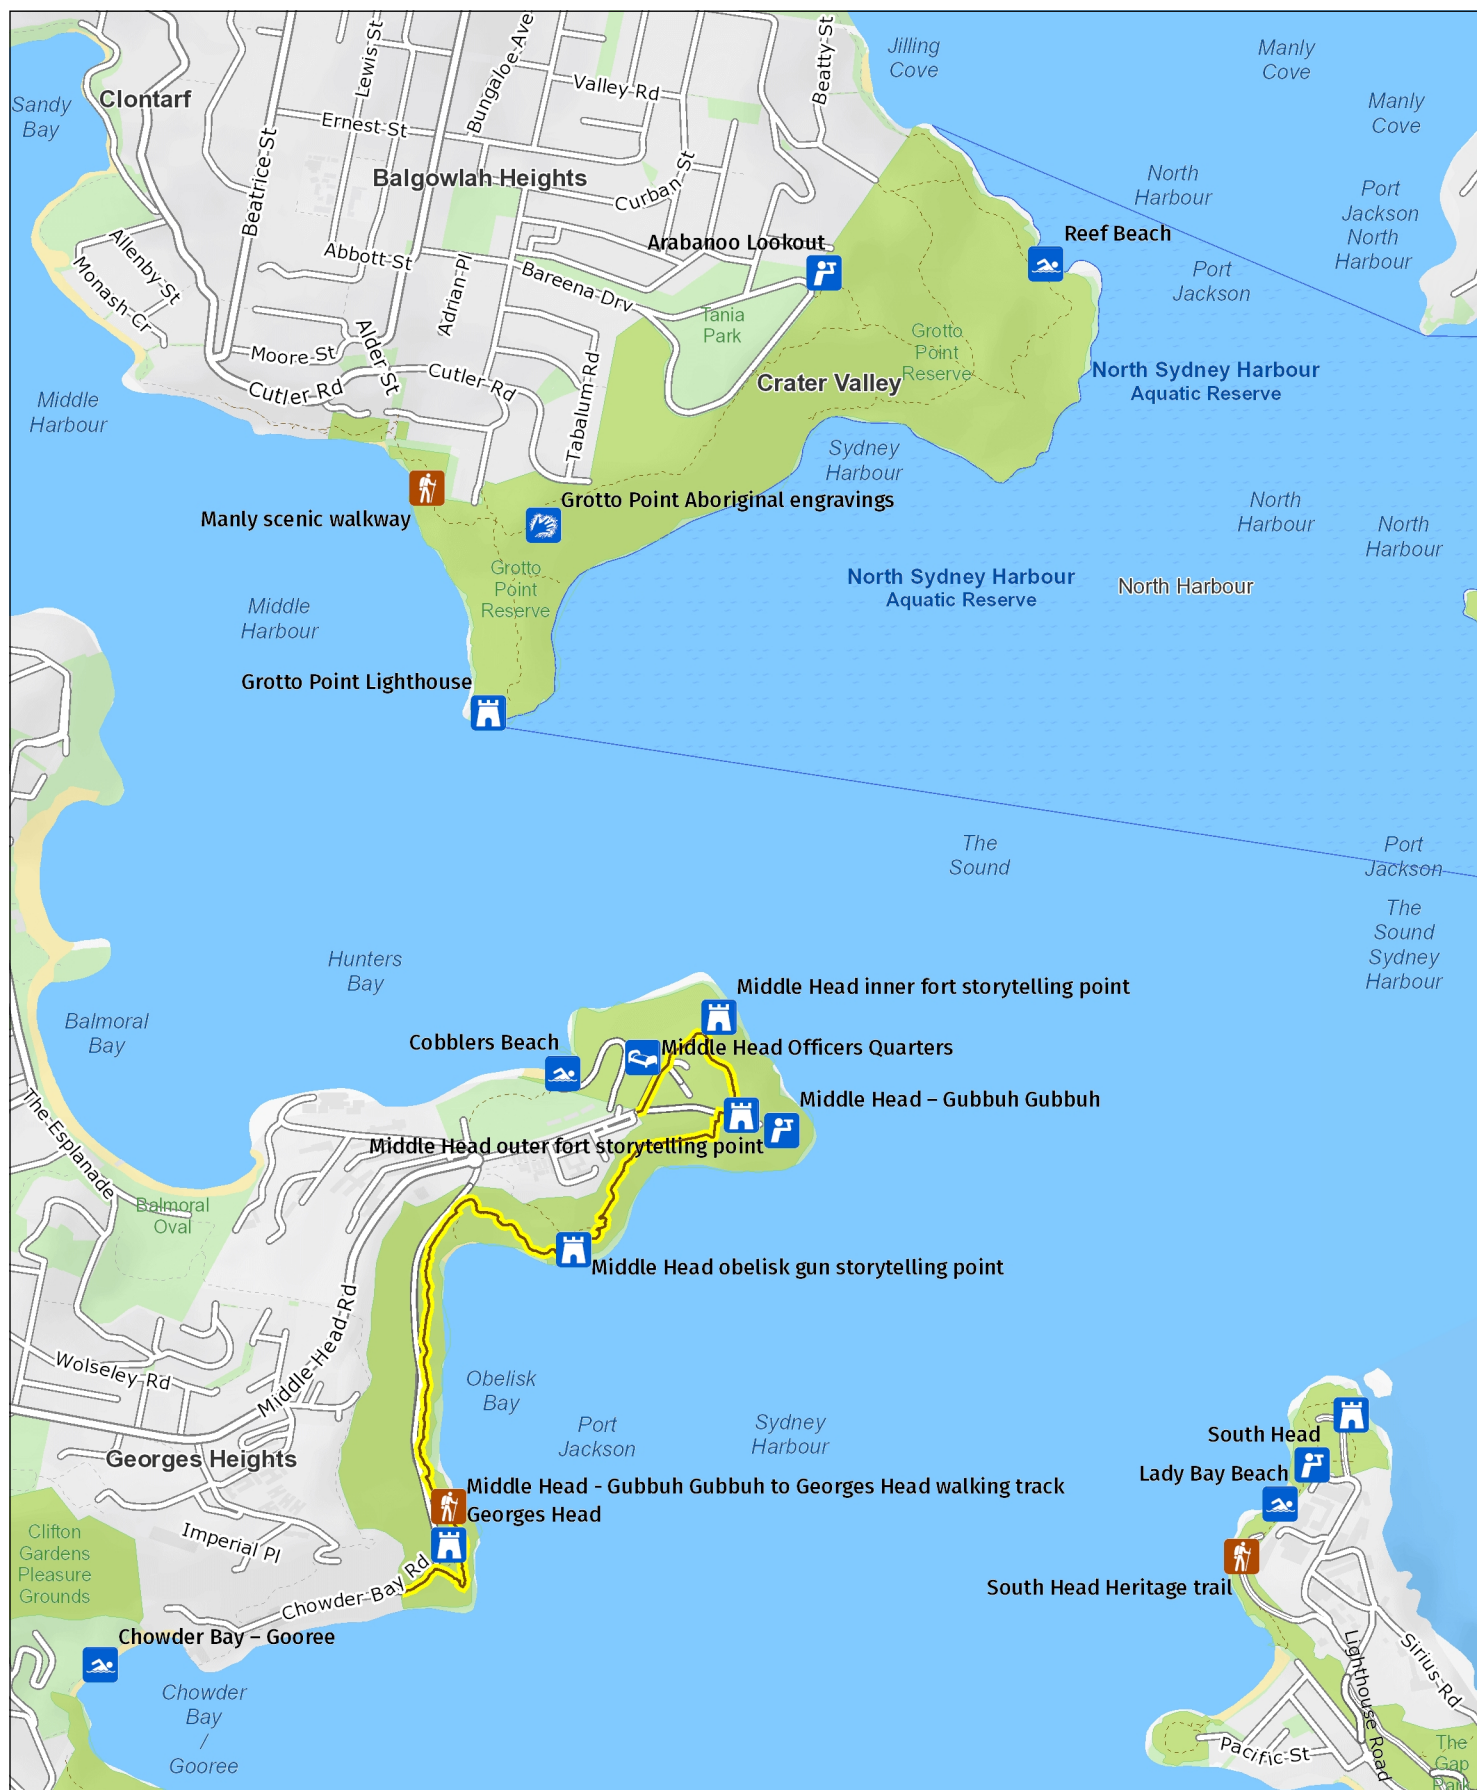 Jilling
Cove
Manly
Cove
Manly
Cove
Sandy
Bay
Clontarf
Lewis St
Bungaloe Ave
Beatty St
Valley Rd
Ernest St
Beatrice St
Balgowlah Heights
Curban St
North
Harbour
Port
Jackson
North
Harbour
Allenby St
Monash Cr
Abbott St
Adrian Pl
Bareena Drv
Arabanoo Lookout
Reef Beach
Port
Jackson
Tania
Park
Grotto
Point
Reserve
Moore St
Alder St
Cutler Rd
Cutler Rd
Tabalum Rd
Crater Valley
North Sydney Harbour
Aquatic Reserve
Middle
Harbour
Sydney
Harbour
Manly scenic walkway
Grotto Point Aboriginal engravings
North
Harbour
North
Harbour
Grotto
Point
Reserve
North Sydney Harbour
Aquatic Reserve
North Harbour
Middle
Harbour
Grotto Point Lighthouse
The
Sound
Port
Jackson
The
Sound
Sydney
Harbour
Hunters
Bay
Balmoral
Bay
Middle Head inner fort storytelling point
Cobblers Beach
Middle Head Officers Quarters
Middle Head – Gubbuh Gubbuh
Middle Head outer fort storytelling point
The Esplanade
Balmoral
Oval
Middle Head obelisk gun storytelling point
Middle Head Rd
Wolseley Rd
Obelisk
Bay
Port
Jackson
Sydney
Harbour
Georges Heights
South Head
Lady Bay Beach
Middle Head - Gubbuh Gubbuh to Georges Head walking track
Georges Head
Clifton
Gardens
Pleasure
Grounds
Imperial Pl
Chowder Bay Rd
South Head Heritage trail
Chowder Bay – Gooree
Chowder
Bay
/
Gooree
Lighthouse Road
Sirius Rd
Pacific St
The
Gap
Park